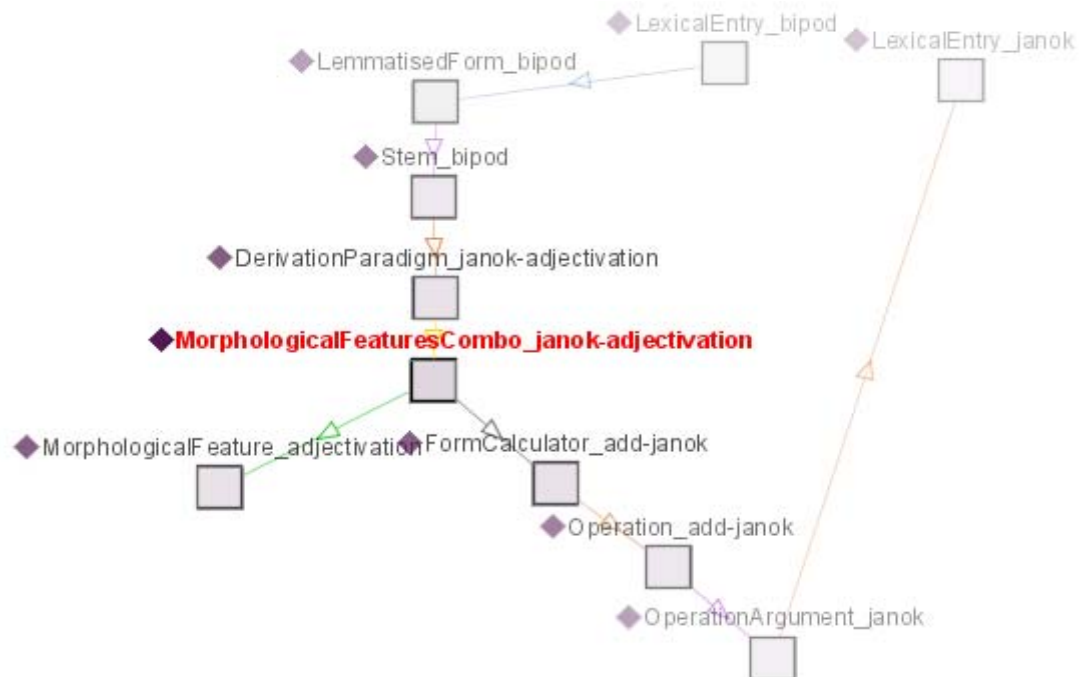 LexicalEntry_bipod
LexicalEntry_janok
LemmatisedForm_bipod
Stem_bipod
DerivationParadigm_janok-adjectivation
MorphologicalFeaturesCombo_janok-adjectivation
MorphologicalFeature_adjectivation
FormCalculator_add-janok
Operation_add-janok
OperationArgument_janok